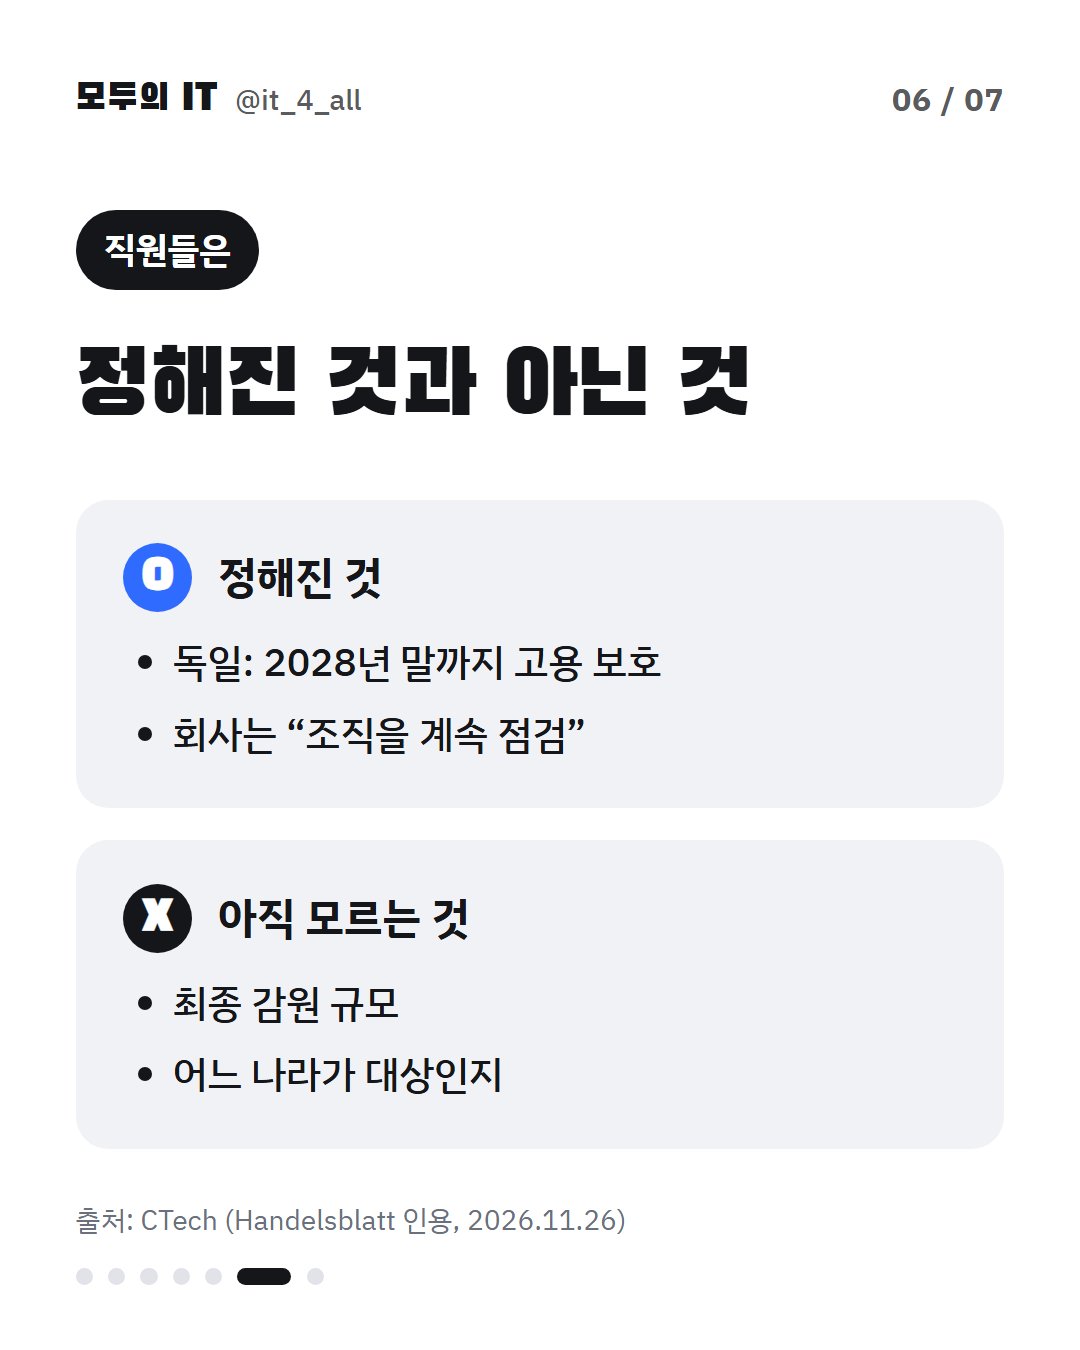 모두의 IT @it_4_all
06 / 07
직원들은
정해진 것과 아닌 것
O 정해진 것
• 독일: 2028년 말까지 고용 보호
• 회사는 “조직을 계속 점검”
X 아직 모르는 것
• 최종 감원 규모
• 어느 나라가 대상인지
출처: CTech (Handelsblatt 인용, 2026.11.26)